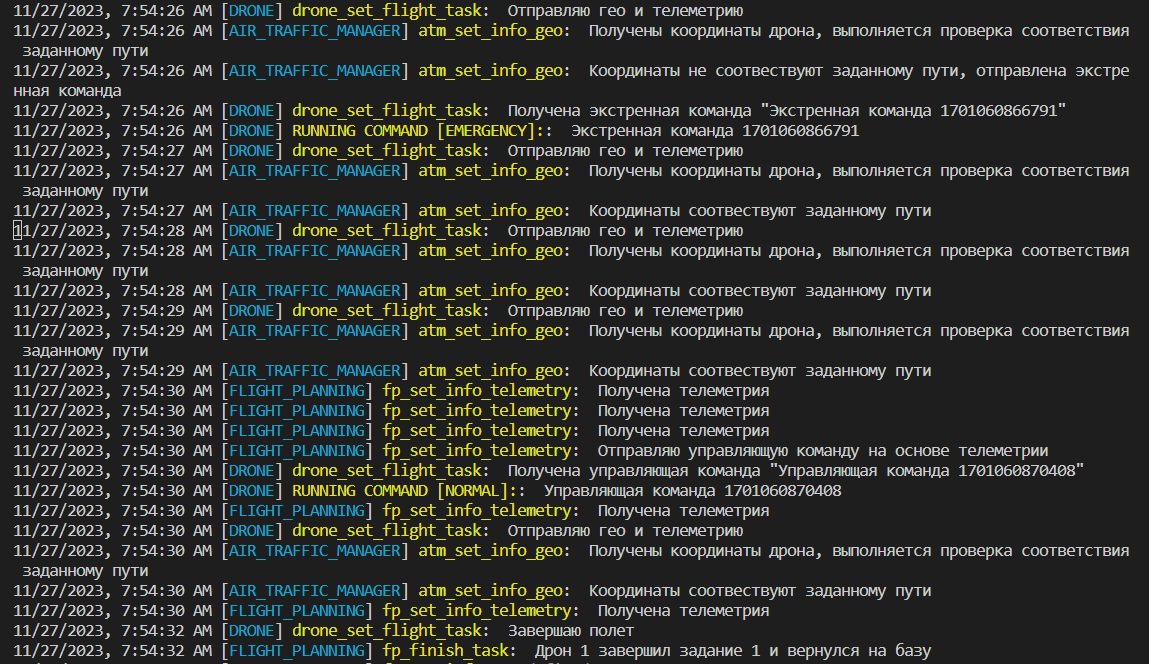 11/27/2023, 7:54:26 AM [DRONE] drone_set_flight_task:  Отправляю гео и телеметрию
11/27/2023, 7:54:26 AM [AIR_TRAFFIC_MANAGER] atm_set_info_geo:  Получены координаты дрона, выполняется проверка соответствия
заданному пути
11/27/2023, 7:54:26 AM [AIR_TRAFFIC_MANAGER] atm_set_info_geo:  Координаты не соотвествуют заданному пути, отправлена экстре
нная команда
11/27/2023, 7:54:26 AM [DRONE] drone_set_flight_task:  Получена экстренная команда "Экстренная команда 1701060866791"
11/27/2023, 7:54:26 AM [DRONE] RUNNING COMMAND [EMERGENCY]::  Экстренная команда 1701060866791
11/27/2023, 7:54:27 AM [DRONE] drone_set_flight_task:  Отправляю гео и телеметрию
11/27/2023, 7:54:27 AM [AIR_TRAFFIC_MANAGER] atm_set_info_geo:  Получены координаты дрона, выполняется проверка соответствия
заданному пути
11/27/2023, 7:54:27 AM [AIR_TRAFFIC_MANAGER] atm_set_info_geo:  Координаты соотвествуют заданному пути
11/27/2023, 7:54:28 AM [DRONE] drone_set_flight_task:  Отправляю гео и телеметрию
11/27/2023, 7:54:28 AM [AIR_TRAFFIC_MANAGER] atm_set_info_geo:  Получены координаты дрона, выполняется проверка соответствия
заданному пути
11/27/2023, 7:54:28 AM [AIR_TRAFFIC_MANAGER] atm_set_info_geo:  Координаты соотвествуют заданному пути
11/27/2023, 7:54:29 AM [DRONE] drone_set_flight_task:  Отправляю гео и телеметрию
11/27/2023, 7:54:29 AM [AIR_TRAFFIC_MANAGER] atm_set_info_geo:  Получены координаты дрона, выполняется проверка соответствия
заданному пути
11/27/2023, 7:54:29 AM [AIR_TRAFFIC_MANAGER] atm_set_info_geo:  Координаты соотвествуют заданному пути
11/27/2023, 7:54:30 AM [FLIGHT_PLANNING] fp_set_info_telemetry:  Получена телеметрия
11/27/2023, 7:54:30 AM [FLIGHT_PLANNING] fp_set_info_telemetry:  Получена телеметрия
11/27/2023, 7:54:30 AM [FLIGHT_PLANNING] fp_set_info_telemetry:  Получена телеметрия
11/27/2023, 7:54:30 AM [FLIGHT_PLANNING] fp_set_info_telemetry:  Отправляю управляющую команду на основе телеметрии
11/27/2023, 7:54:30 AM [DRONE] drone_set_flight_task:  Получена управляющая команда "Управляющая команда 1701060870408"
11/27/2023, 7:54:30 AM [DRONE] RUNNING COMMAND [NORMAL]::  Управляющая команда 1701060870408
11/27/2023, 7:54:30 AM [FLIGHT_PLANNING] fp_set_info_telemetry:  Получена телеметрия
11/27/2023, 7:54:30 AM [DRONE] drone_set_flight_task:  Отправляю гео и телеметрию
11/27/2023, 7:54:30 AM [AIR_TRAFFIC_MANAGER] atm_set_info_geo:  Получены координаты дрона, выполняется проверка соответствия
заданному пути
11/27/2023, 7:54:30 AM [AIR_TRAFFIC_MANAGER] atm_set_info_geo:  Координаты соотвествуют заданному пути
11/27/2023, 7:54:30 AM [FLIGHT_PLANNING] fp_set_info_telemetry:  Получена телеметрия
11/27/2023, 7:54:32 AM [DRONE] drone_set_flight_task:  Завершаю полет
11/27/2023, 7:54:32 AM [FLIGHT_PLANNING] fp_finish_task:  Дрон 1 завершил задание 1 и вернулся на базу